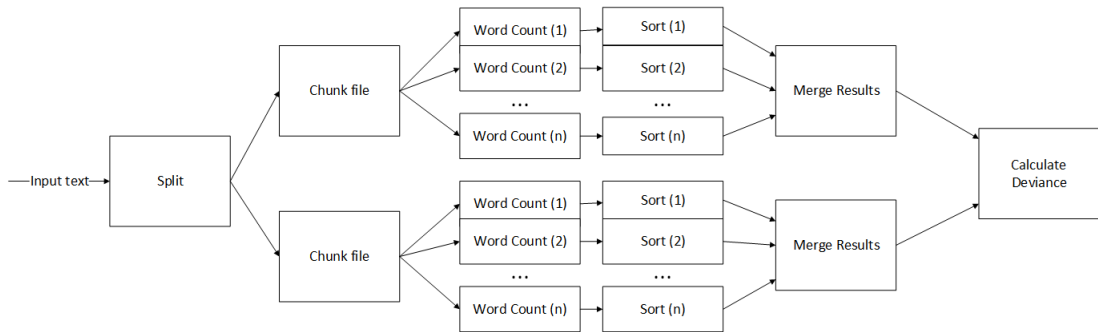 Input text
Split
Chunk file
Word Count (1)
Sort (1)
Word Count (2)
Sort (2)
...
...
Word Count (n)
Sort (n)
Merge Results
Chunk file
Word Count (1)
Sort (1)
Word Count (2)
Sort (2)
...
...
Word Count (n)
Sort (n)
Merge Results
Calculate
Deviance